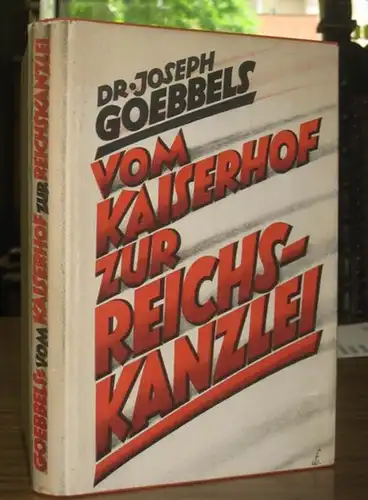 DR. JOSEPH
GOEBBELS
VOM
KAISERHOF
ZUR
REICHS-
KANZLEI
GOEBBELS: VOM KAISERHOF ZUR REICHSKANZLEI